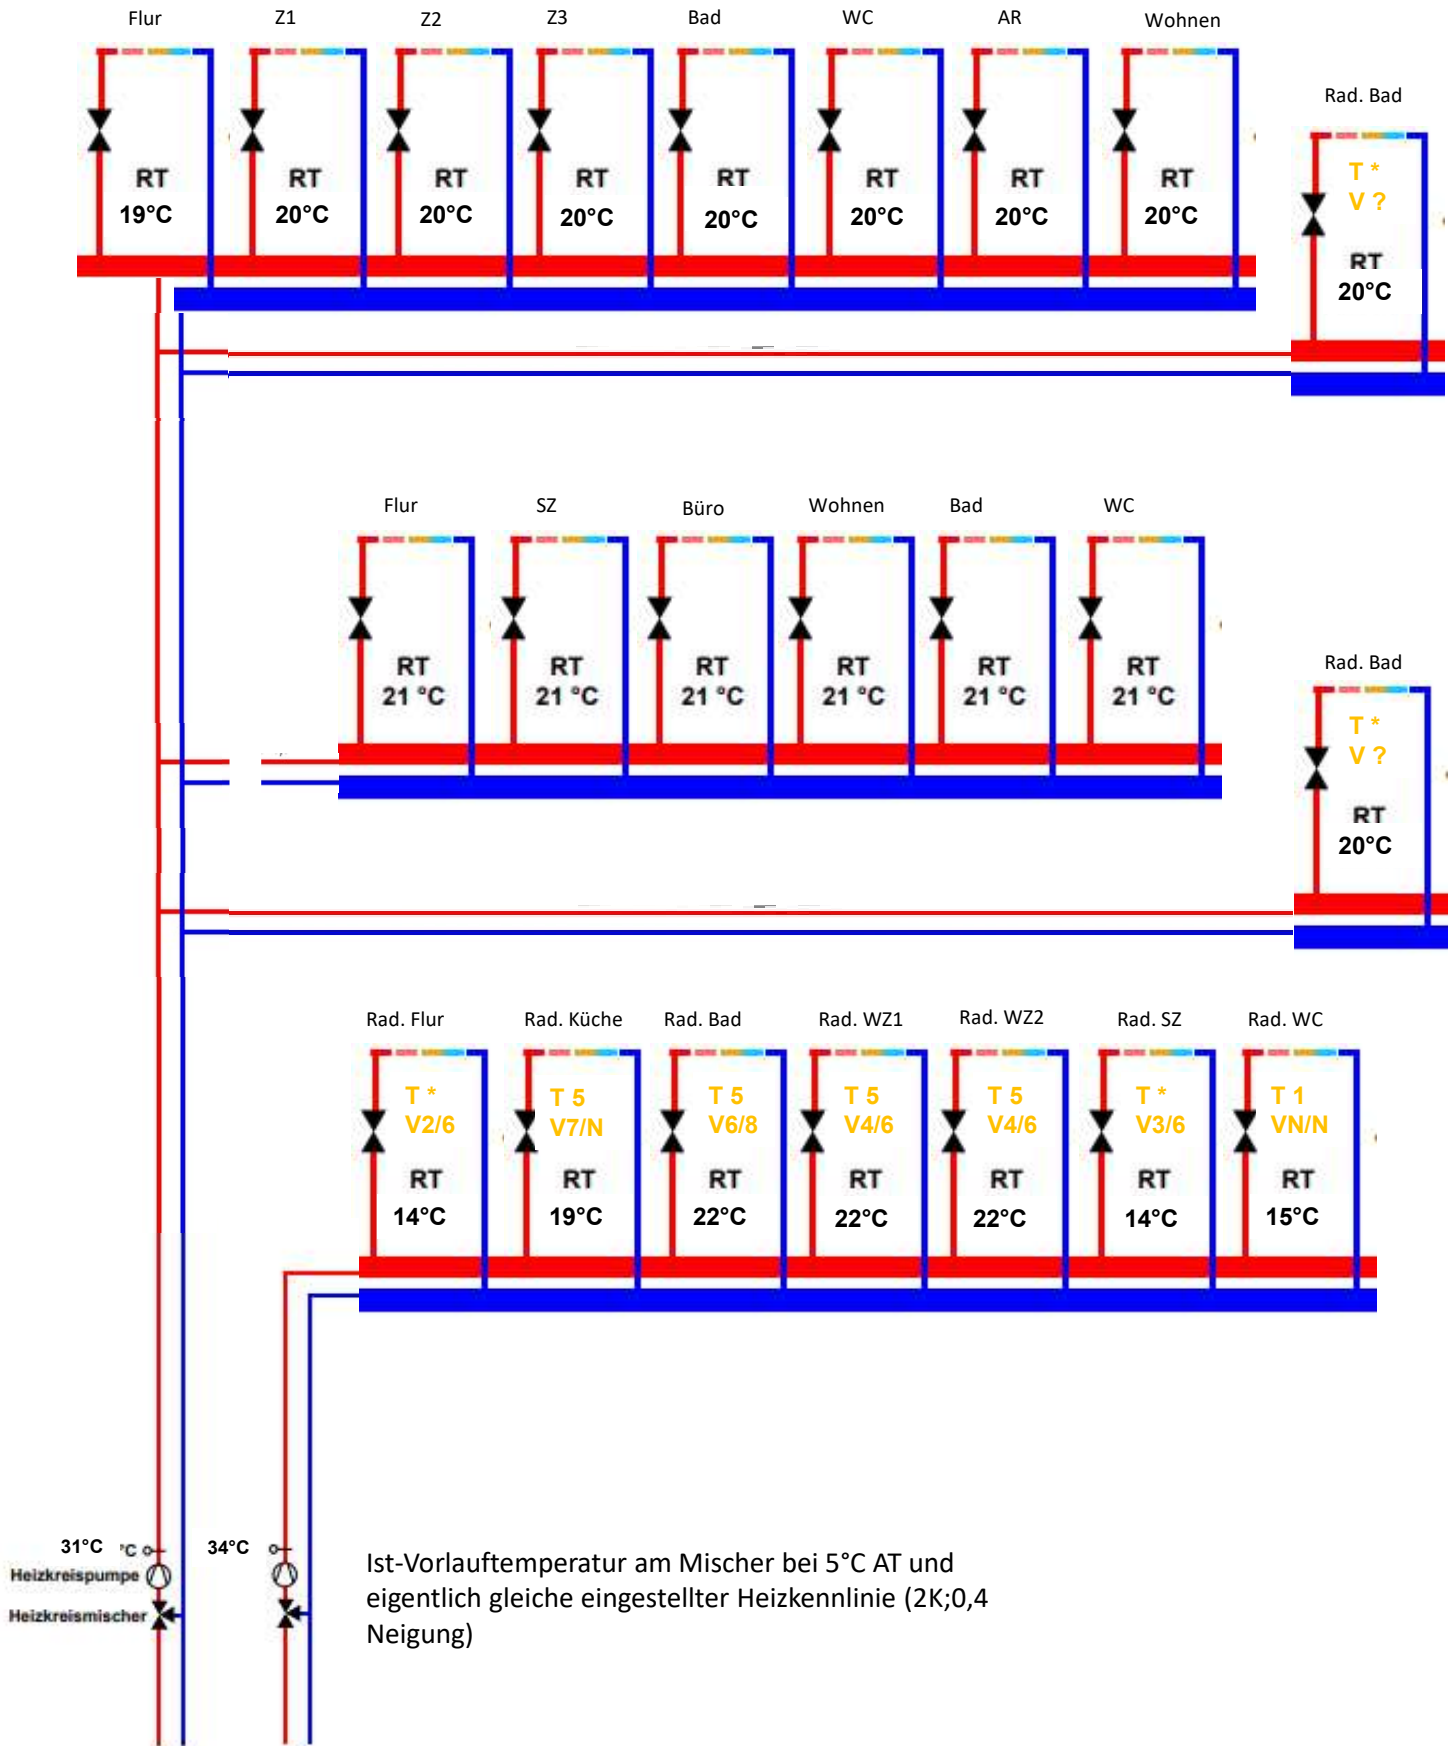 Flur Z1 Z2 Z3 Bad WC AR Wohnen
Rad. Bad
T *
V ?
RT RT RT RT RT RT RT RT
19°C 20°C 20°C 20°C 20°C 20°C 20°C 20°C
RT
20°C
Flur SZ Büro Wohnen Bad WC
RT RT RT RT RT RT
21 °C 21 °C 21 °C 21 °C 21 °C 21 °C
Rad. Bad
T *
V ?
RT
20°C
Rad. Flur Rad. Küche Rad. Bad Rad. WZ1 Rad. WZ2 Rad. SZ Rad. WC
T * T 5 T 5 T 5 T 5 T * T 1
V2/6 V7/N V6/8 V4/6 V4/6 V3/6 VN/N
RT RT RT RT RT RT RT
14°C 19°C 22°C 22°C 22°C 14°C 15°C
31°C °C 34°C
Heizkreispumpe
Heizkreismischer
Ist-Vorlauftemperatur am Mischer bei 5°C AT und
eigentlich gleiche eingestellter Heizkennlinie (2K;0,4
Neigung)